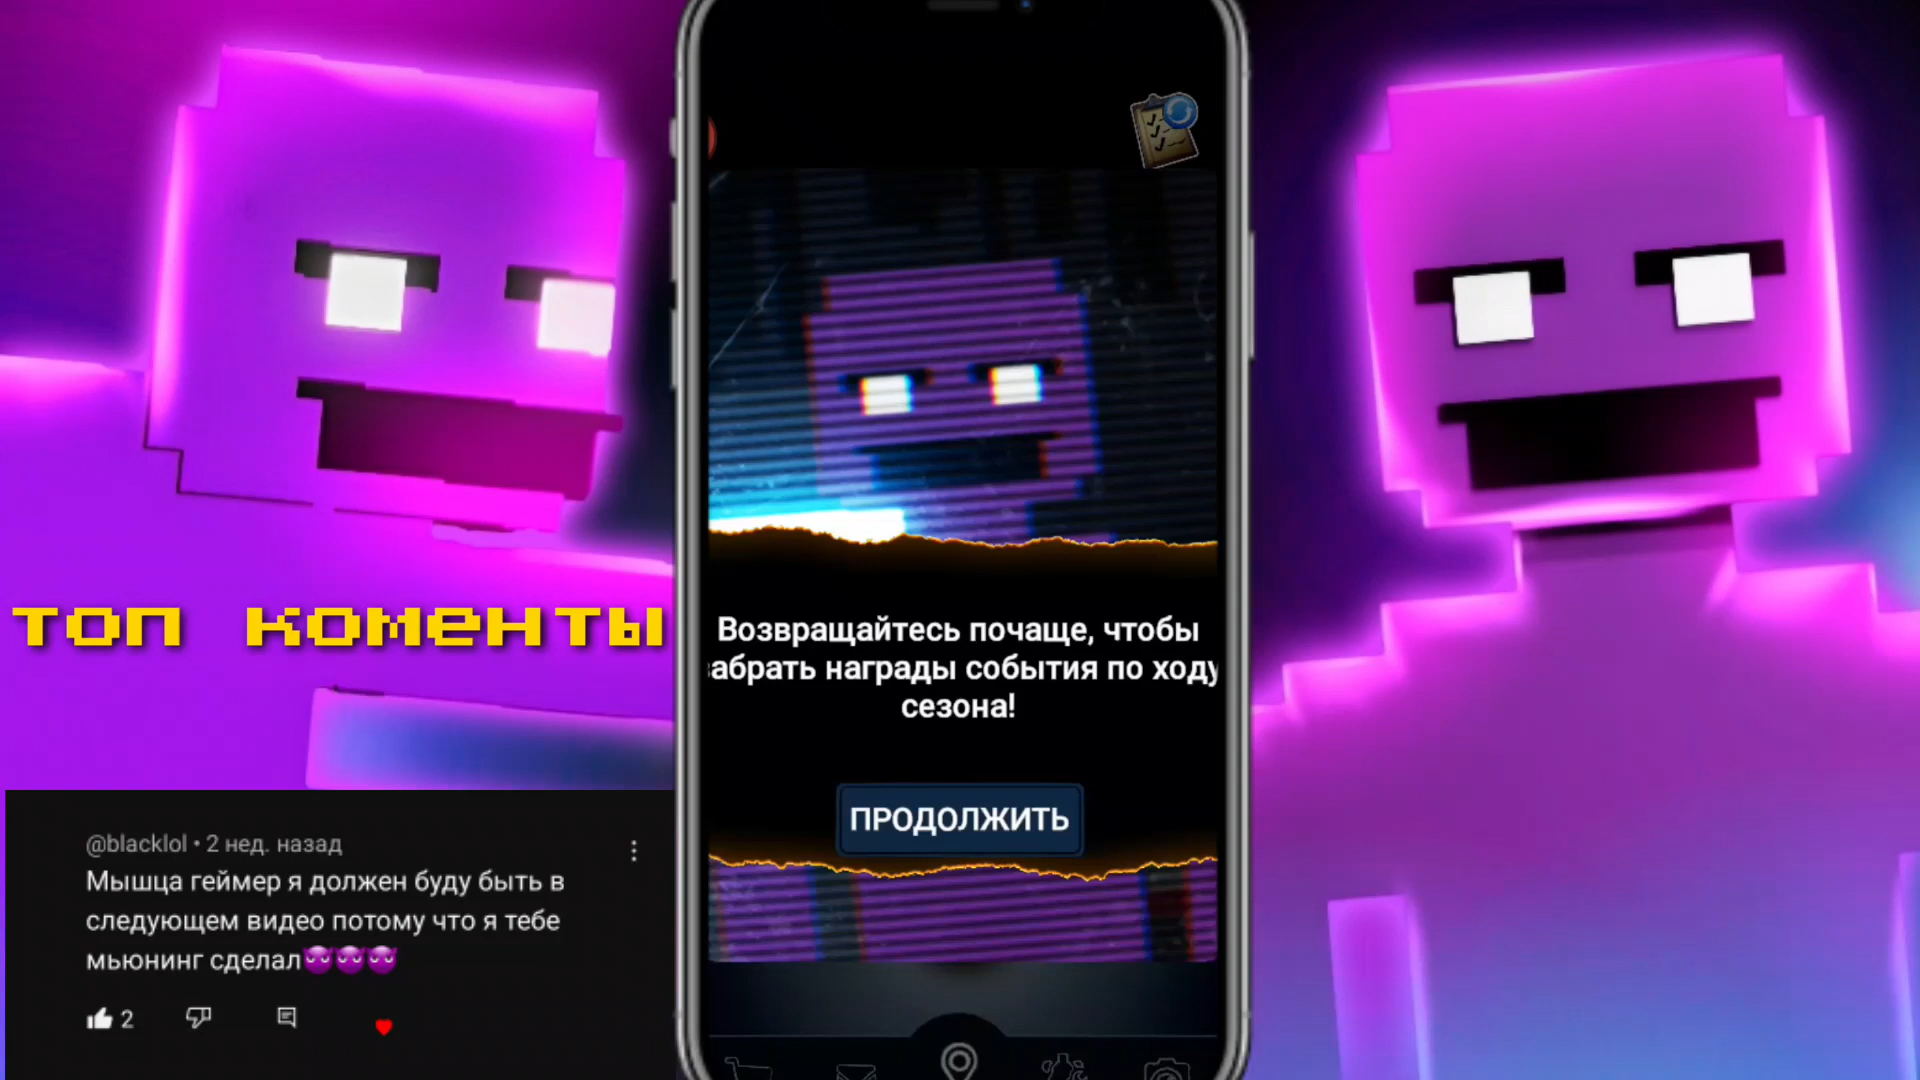 топ коменты
Возвращайтесь почаще, чтобы
забрать награды события по ходу
сезона!
ПРОДОЛЖИТЬ
@blacklol • 2 нед. назад
Мышца геймер я должен буду быть в
следующем видео потому что я тебе
мьюнинг сделал😈😈😈
2